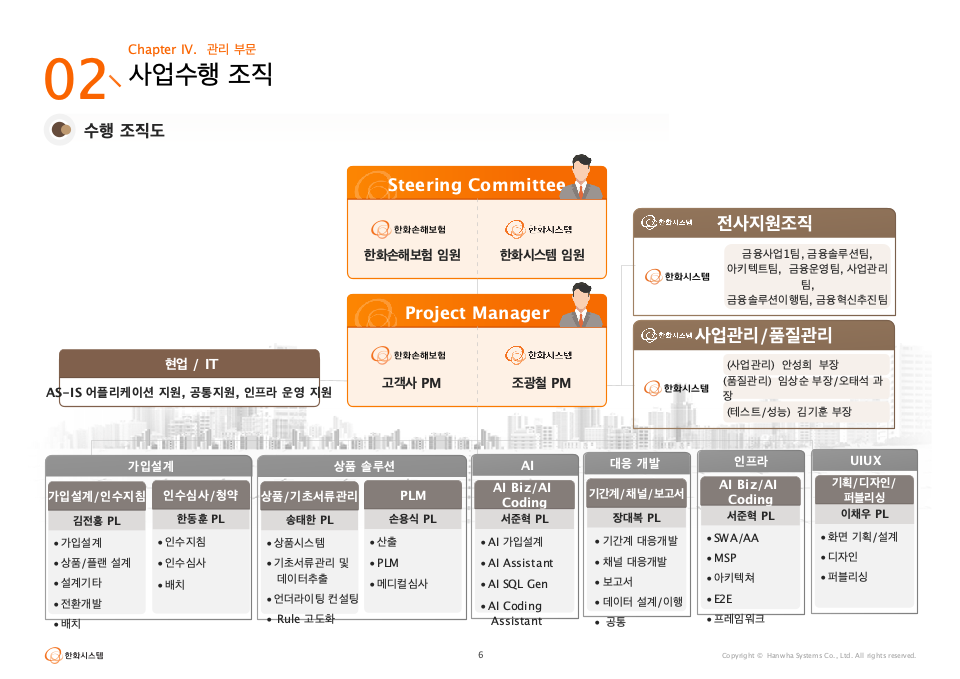 Chapter IV. 관리 부문
02
사업수행 조직
수행 조직도
Steering Committee
한화손해보험
한화시스템
한화손해보험 임원
한화시스템 임원
Project Manager
한화손해보험
한화시스템
고객사 PM
조광철 PM
한화시스템
전사지원조직
한화시스템
금융사업1팀, 금융솔루션팀,
아키텍트팀, 금융운영팀, 사업관리
팀,
금융솔루션이행팀, 금융혁신추진팀
한화시스템
사업관리/품질관리
한화시스템
(사업관리) 안성희 부장
(품질관리) 임상순 부장/오태석 과
장
(테스트/성능) 김기훈 부장
현업 / IT
AS-IS 어플리케이션 지원, 공통지원, 인프라 운영 지원
가입설계
가입설계/인수지침
김전홍 PL
• 가입설계
• 상품/플랜 설계
• 설계기타
• 전환개발
• 배치
인수심사/청약
한동훈 PL
• 인수지침
• 인수심사
• 배치
상품 솔루션
상품/기초서류관리
송태한 PL
• 상품시스템
• 기초서류관리 및
데이터추출
• 언더라이팅 컨설팅
• Rule 고도화
PLM
손용식 PL
• 산출
• PLM
• 메디컬심사
AI
AI Biz/AI
Coding
서준혁 PL
• AI 가입설계
• AI Assistant
• AI SQL Gen
• AI Coding
Assistant
대응 개발
기간계/채널/보고서
장대복 PL
• 기간계 대응개발
• 채널 대응개발
• 보고서
• 데이터 설계/이행
• 공통
인프라
AI Biz/AI
Coding
서준혁 PL
• SWA/AA
• MSP
• 아키텍쳐
• E2E
• 프레임워크
UIUX
기획/디자인/
퍼블리싱
이채우 PL
• 화면 기획/설계
• 디자인
• 퍼블리싱
한화시스템
6
Copyright © Hanwha Systems Co., Ltd. All rights reserved.